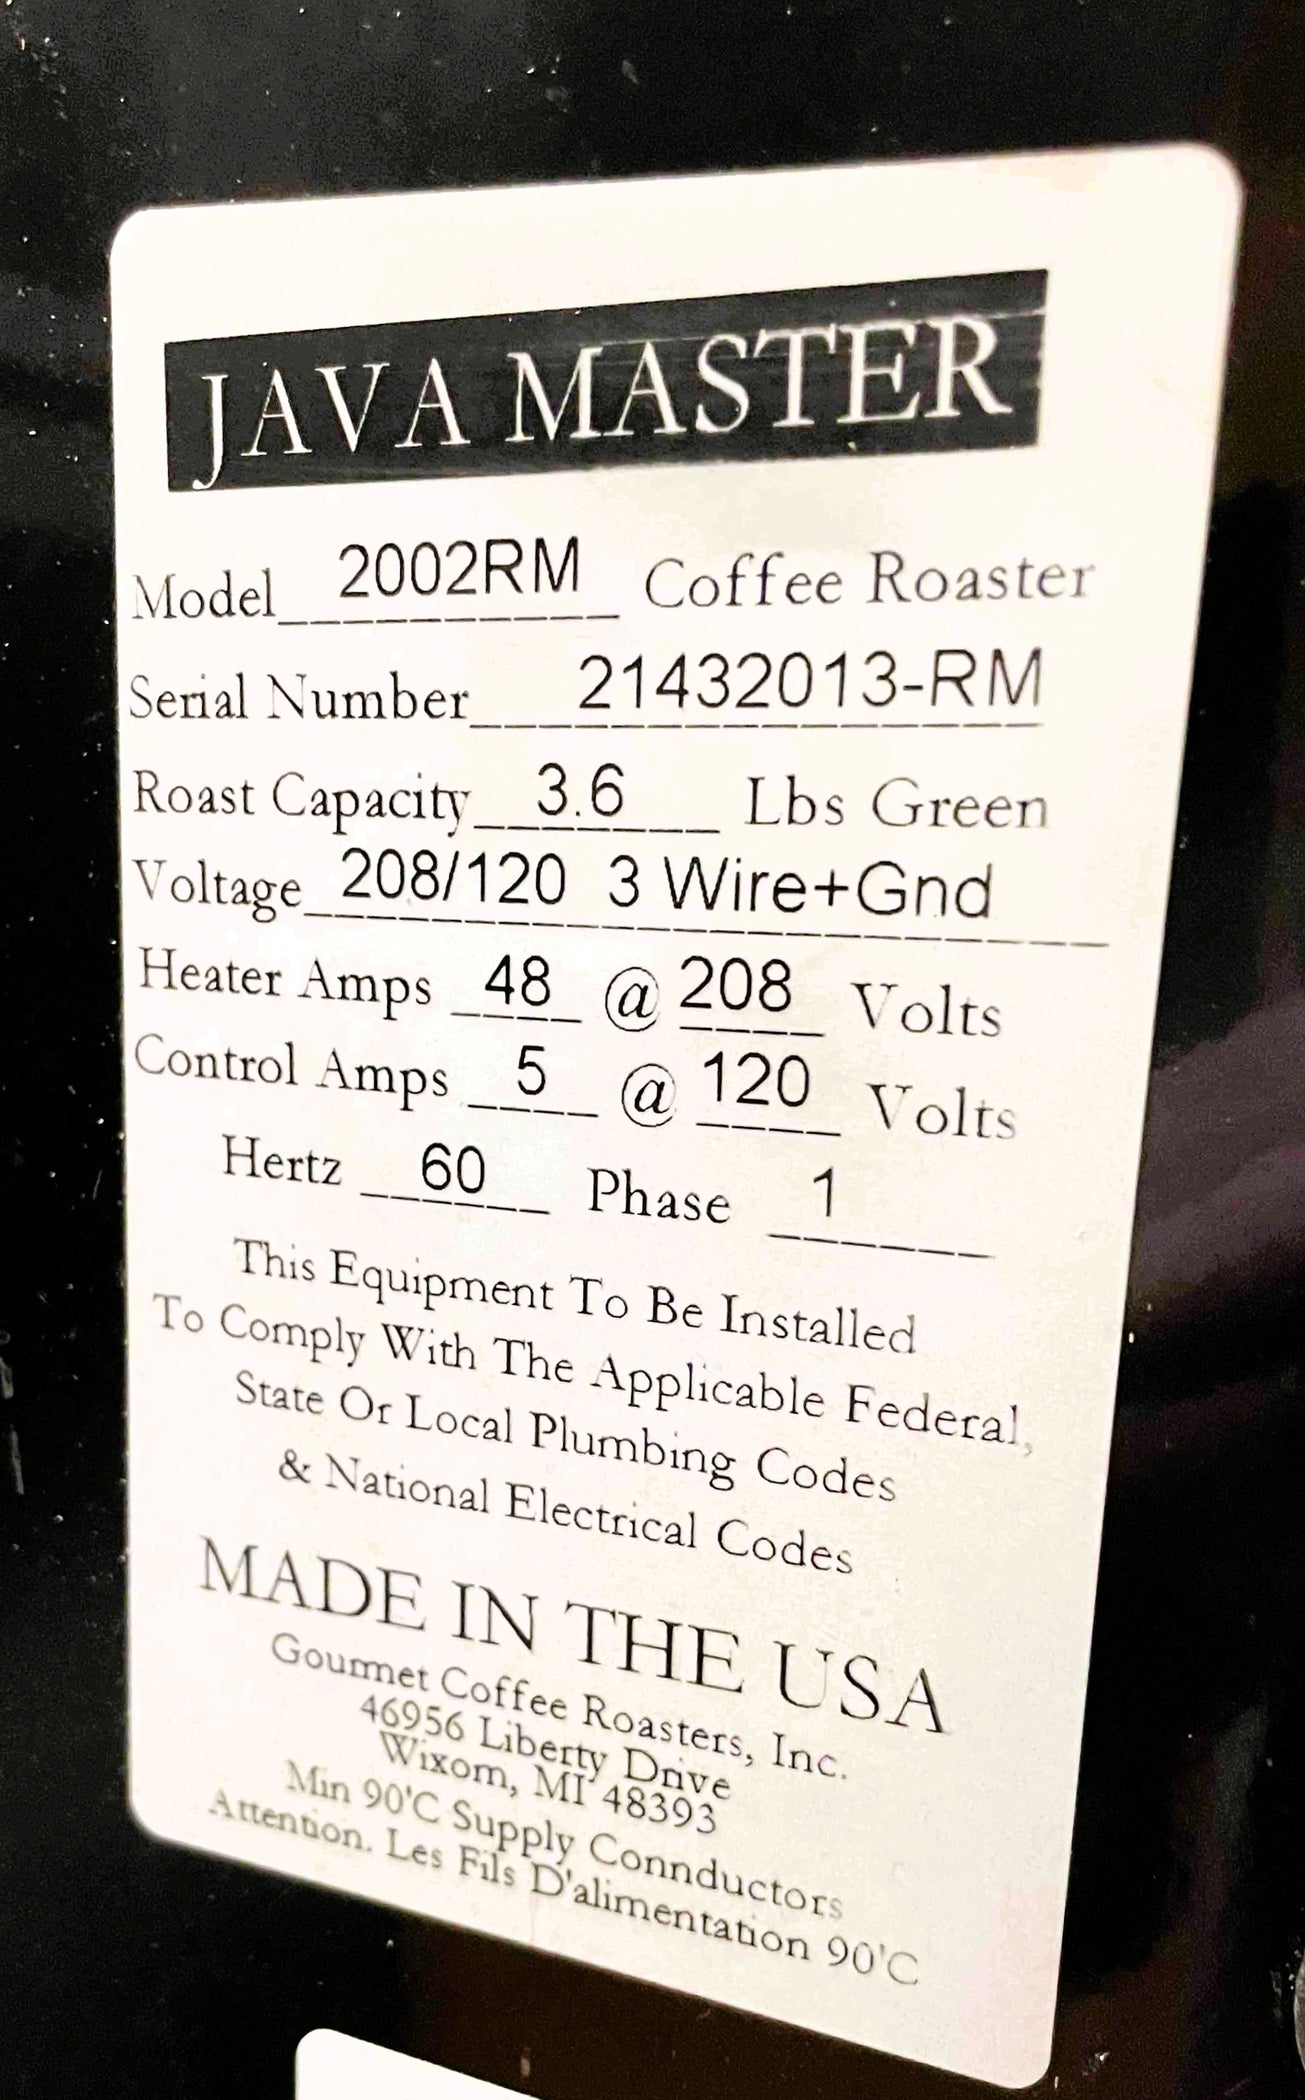 JAVA MASTER
Model 2002RM Coffee Roaster
Serial Number 21432013-RM
Roast Capacity 3.6 Lbs Green
Voltage 208/120 3 Wire+Gnd
Heater Amps 48 @ 208 Volts
Control Amps 5 @ 120 Volts
Hertz 60 Phase 1
This Equipment To Be Installed
To Comply With The Applicable Federal,
State Or Local Plumbing Codes
& National Electrical Codes
MADE IN THE USA
Gourmet Coffee Roasters, Inc.
46956 Liberty Drive
Wixom, MI 48393
Min 90'C Supply Connductors
Attention. Les Fils D'alimentation 90'C